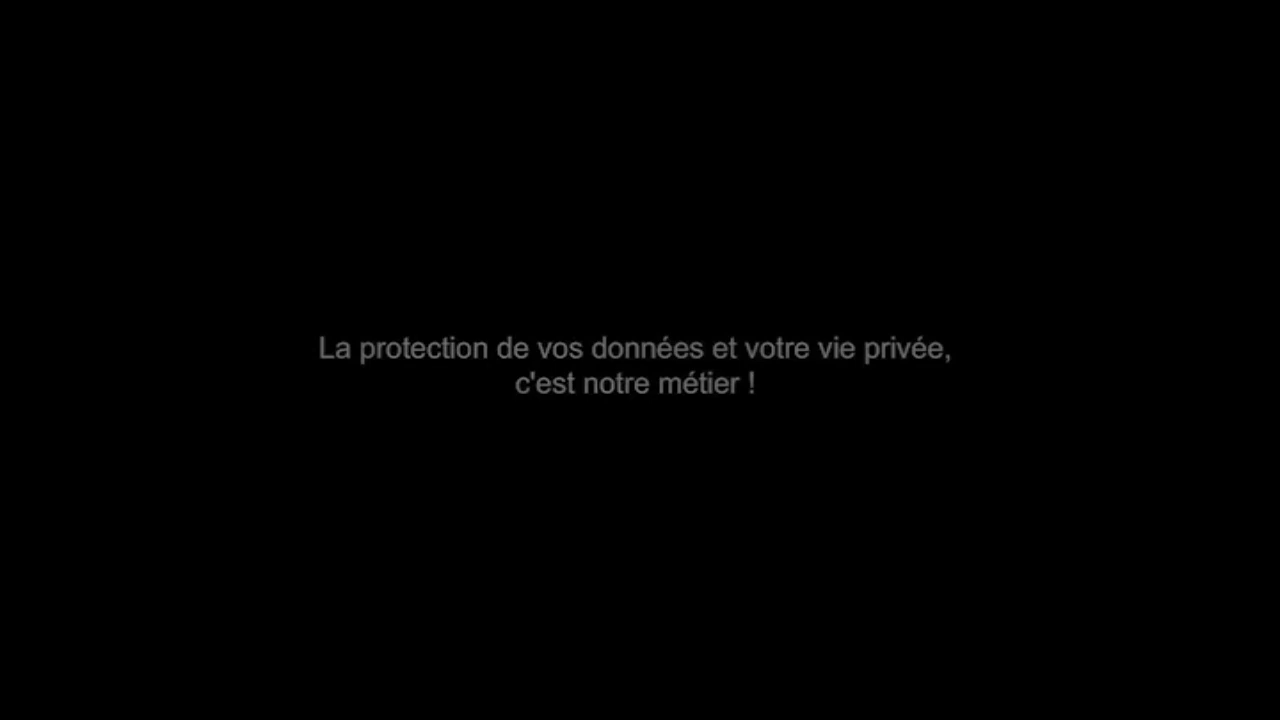 La protection de vos données et votre vie privée,
c'est notre métier !